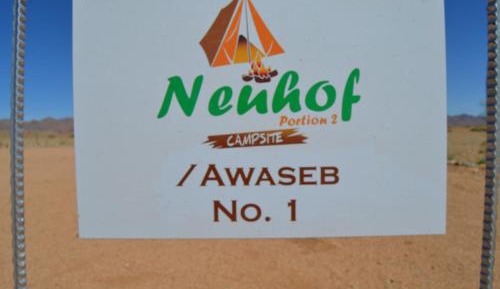 Neuhof
Portion 2
CAMPSITE
/AWASEB
No. 1